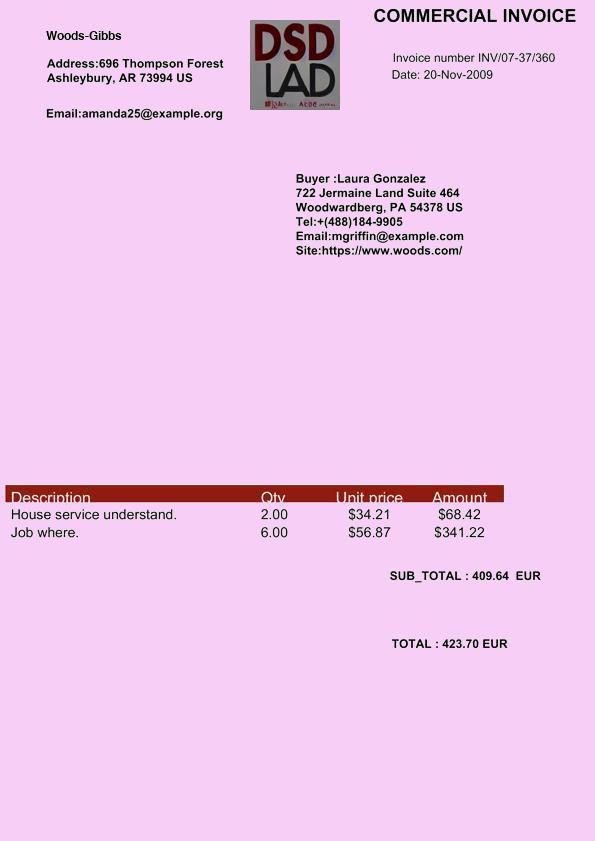 COMMERCIAL INVOICE
Woods-Gibbs
Address:696 Thompson Forest
Ashleybury, AR 73994 US
Email:amanda25@example.org
DSD
LAD
Invoice number INV/07-37/360
Date: 20-Nov-2009
Buyer :Laura Gonzalez
722 Jermaine Land Suite 464
Woodwardberg, PA 54378 US
Tel:+(488)184-9905
Email:mgriffin@example.com
Site:https://www.woods.com/
Description Qty Unit price Amount
House service understand. 2.00 $34.21 $68.42
Job where. 6.00 $56.87 $341.22
SUB_TOTAL : 409.64 EUR
TOTAL : 423.70 EUR